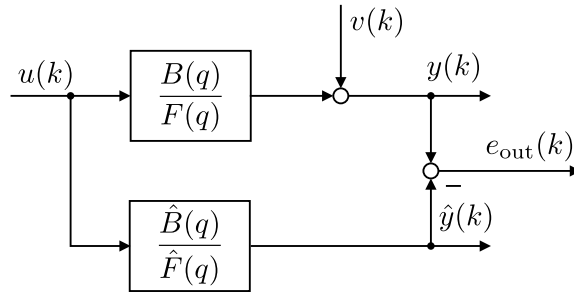 v(k)
u(k)
B(q)
F(q)
y(k)
e_out(k)
−
B̂(q)
F̂(q)
ŷ(k)